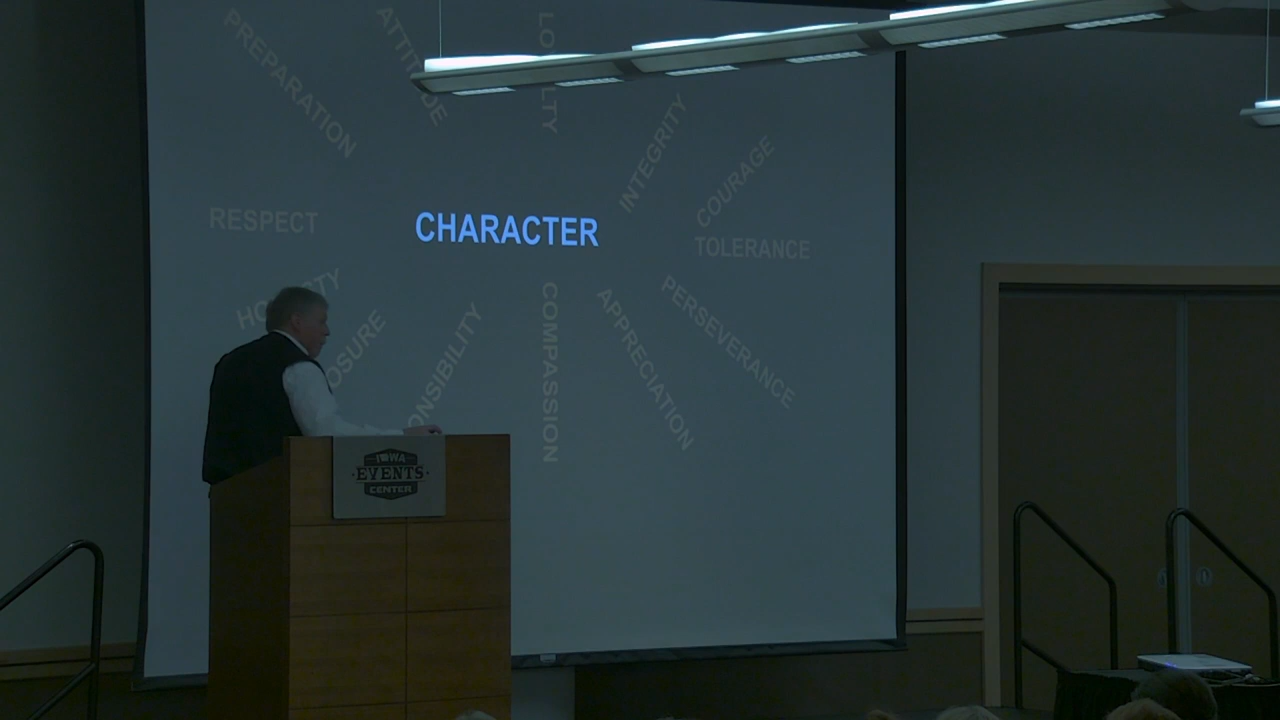 PREPARATION
ATTITUDE
INTEGRITY
COURAGE
RESPECT
CHARACTER
TOLERANCE
COMPASSION
APPRECIATION
PERSEVERANCE
IOWA
EVENTS
CENTER